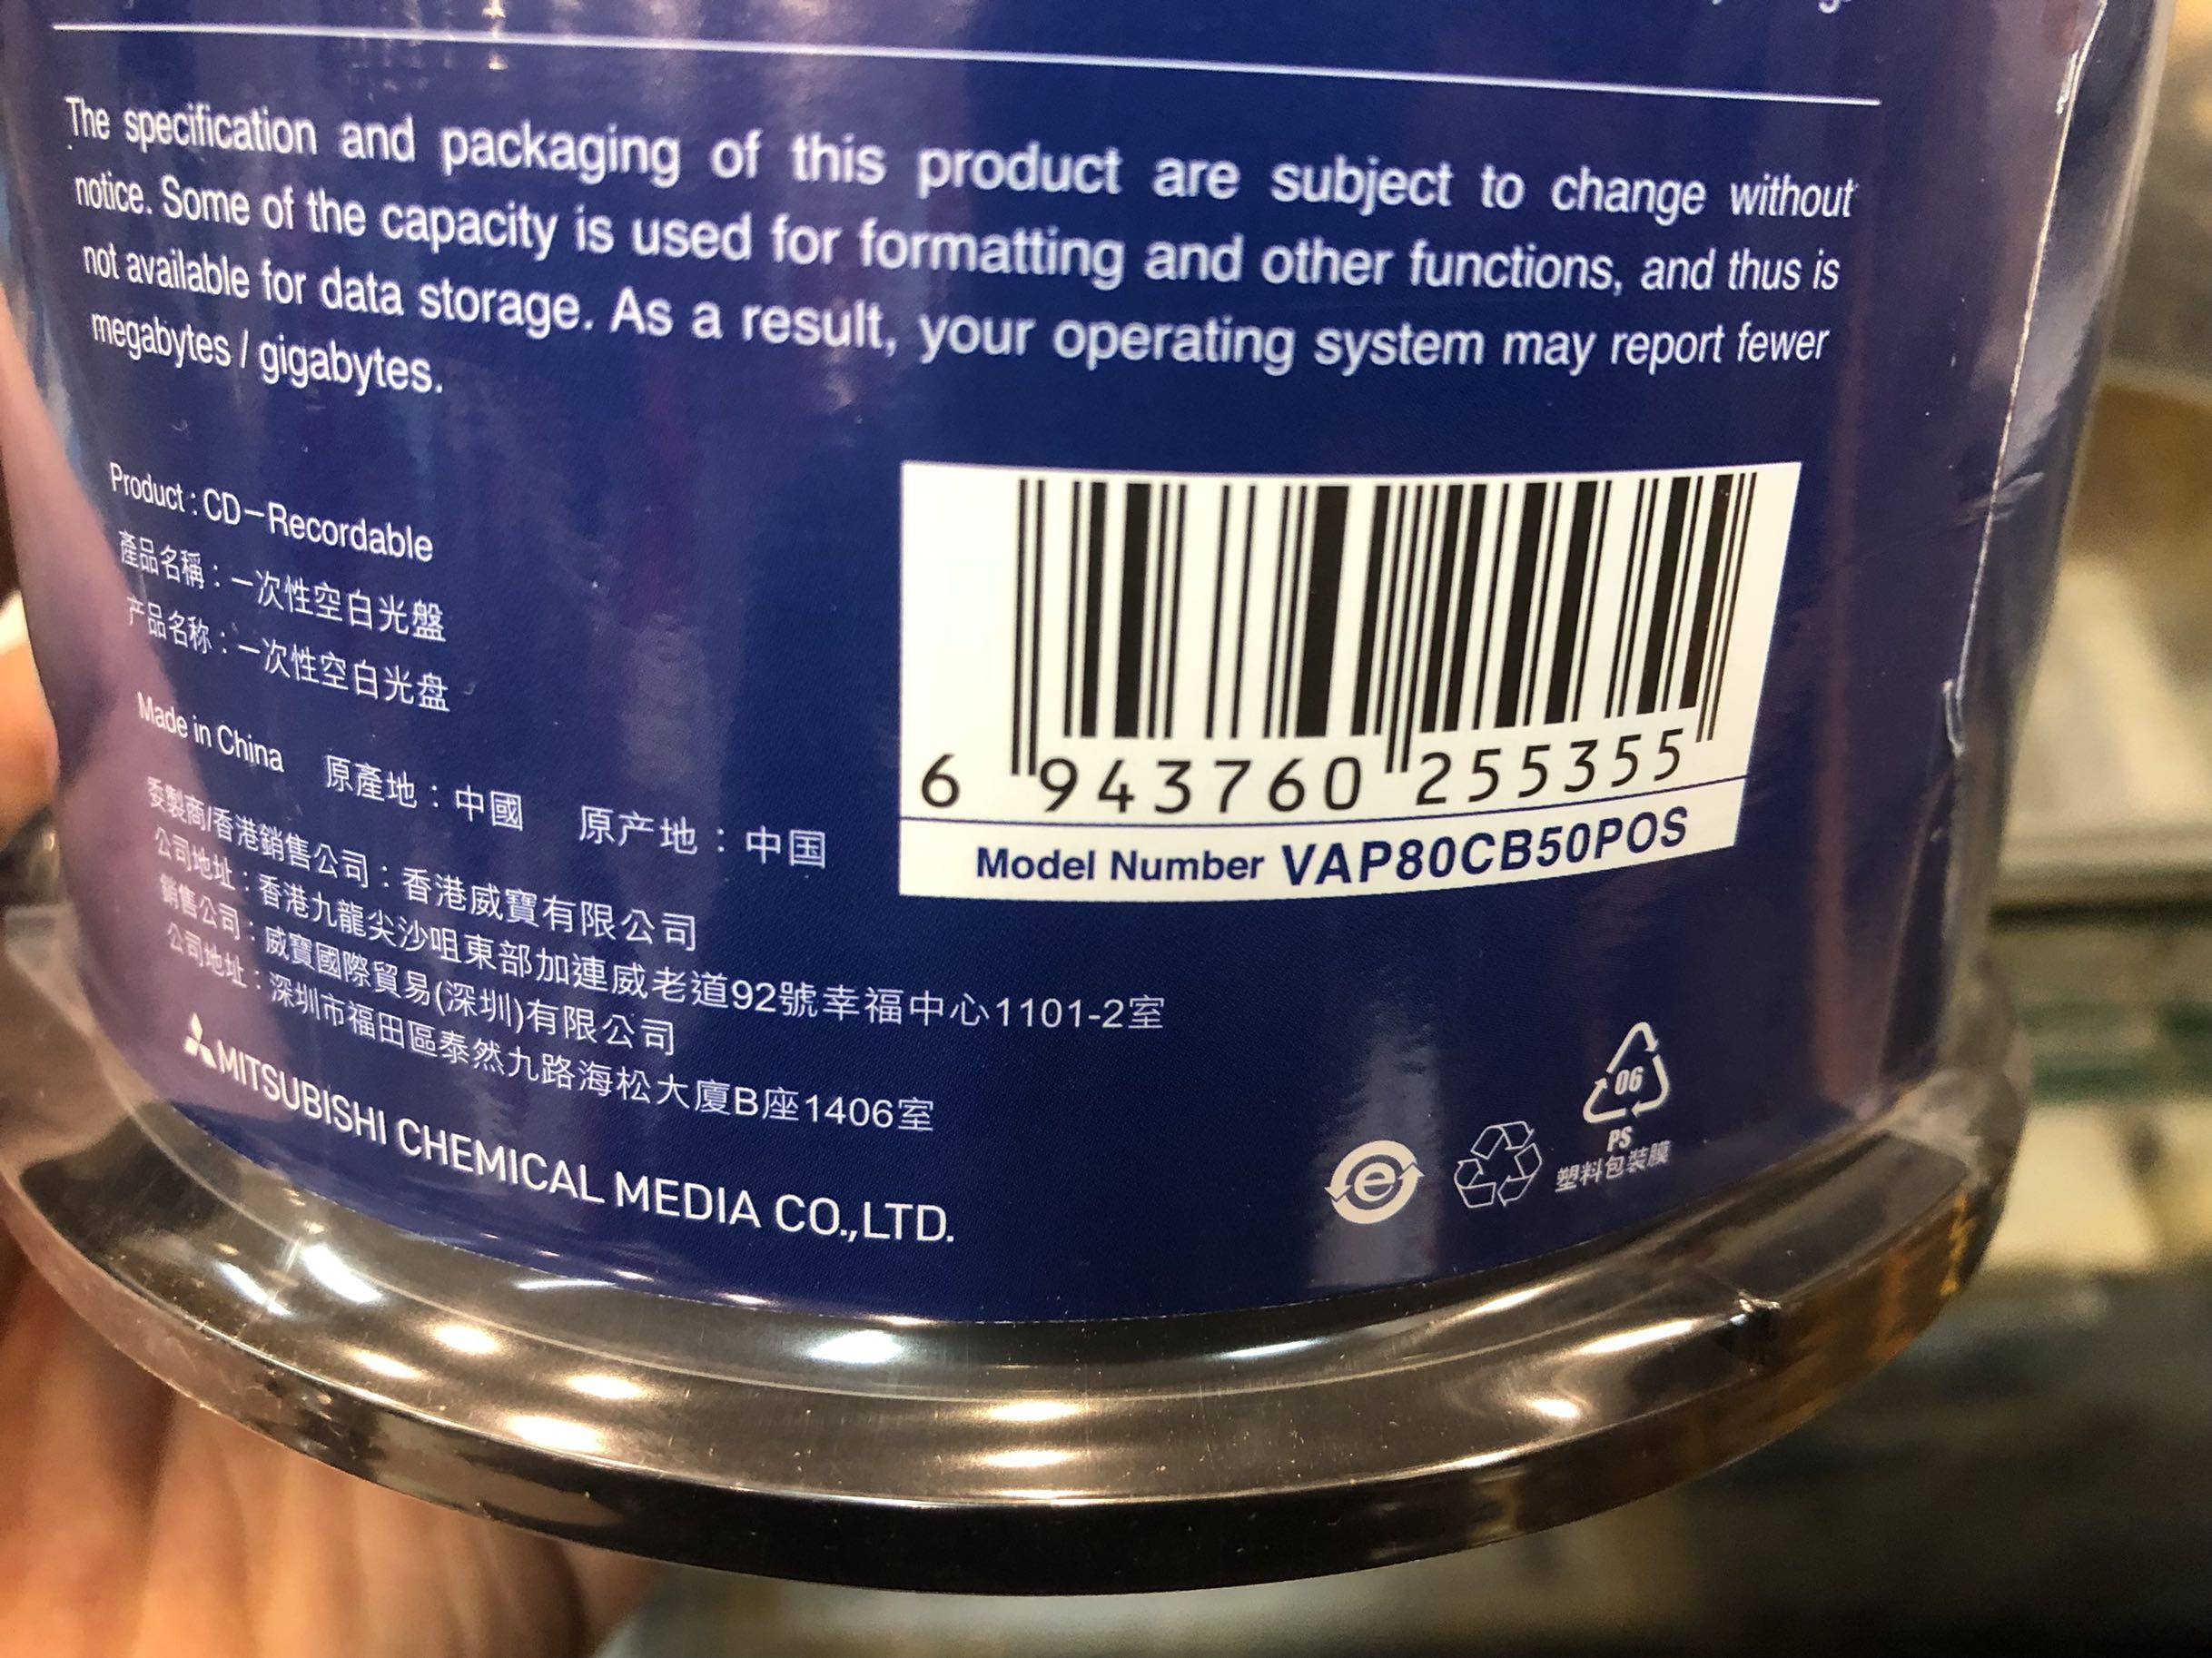 The specification and packaging of this product are subject to change without
notice. Some of the capacity is used for formatting and other functions, and thus is
not available for data storage. As a result, your operating system may report fewer
megabytes / gigabytes.
Product : CD-Recordable
產品名稱：一次性空白光盤
产品名称：一次性空白光盘
Made in China 原產地：中國 原产地：中国
委製商/香港銷售公司：香港威寶有限公司
公司地址：香港九龍尖沙咀東部加連威老道92號幸福中心1101-2室
銷售公司：威寶國際貿易(深圳)有限公司
公司地址：深圳市福田區泰然九路海松大廈B座1406室
MITSUBISHI CHEMICAL MEDIA CO.,LTD.
6 943760 255355
Model Number VAP80CB50POS
e
06
PS
塑料包装膜